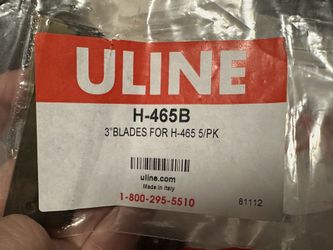 ULINE
H-465B
3"BLADES FOR H-465 5/PK
uline.com
Made in Italy
1-800-295-5510
81112